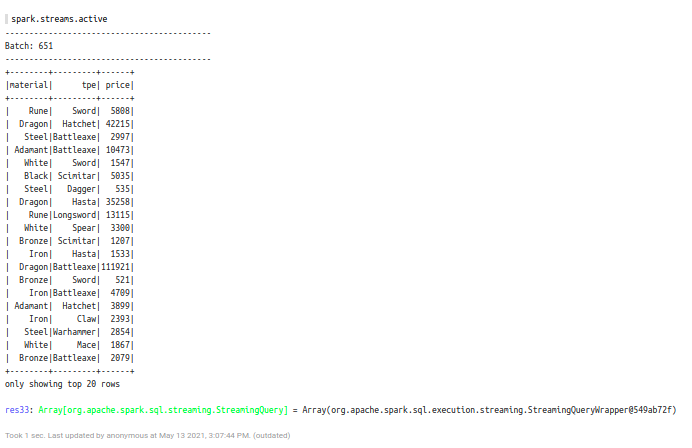 spark.streams.active
-------------------------------------------
Batch: 651
-------------------------------------------
+--------+---------+------+
|material|      tpe| price|
+--------+---------+------+
|    Rune|    Sword|  5808|
|  Dragon|  Hatchet| 42215|
|   Steel|Battleaxe|  2997|
| Adamant|Battleaxe| 10473|
|   White|    Sword|  1547|
|   Black| Scimitar|  5035|
|   Steel|   Dagger|   535|
|  Dragon|    Hasta| 35258|
|    Rune|Longsword| 13115|
|   White|    Spear|  3300|
|  Bronze| Scimitar|  1207|
|    Iron|    Hasta|  1533|
|  Dragon|Battleaxe|111921|
|  Bronze|    Sword|   521|
|    Iron|Battleaxe|  4709|
| Adamant|  Hatchet|  3899|
|    Iron|     Claw|  2393|
|   Steel|Warhammer|  2854|
|   White|     Mace|  1867|
|  Bronze|Battleaxe|  2079|
+--------+---------+------+
only showing top 20 rows
res33: Array[org.apache.spark.sql.streaming.StreamingQuery] = Array(org.apache.spark.sql.execution.streaming.StreamingQueryWrapper@549ab72f)
Took 1 sec. Last updated by anonymous at May 13 2021, 3:07:44 PM. (outdated)